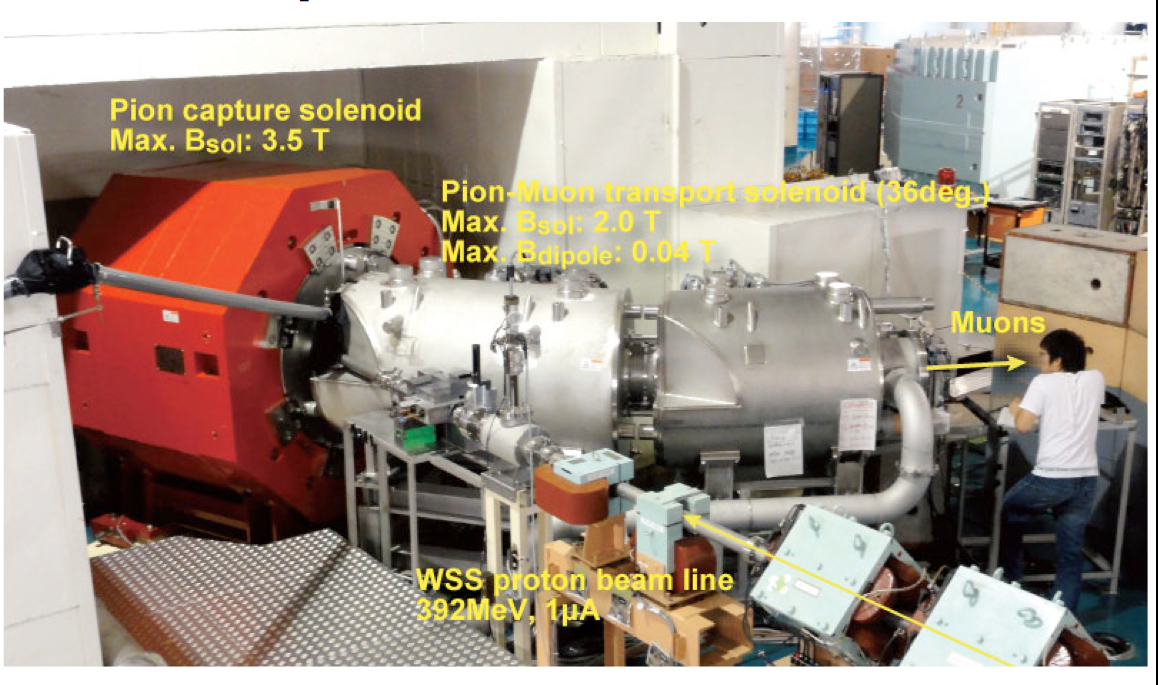 Pion capture solenoid
Max. Bsol: 3.5 T
Pion-Muon transport solenoid (36deg.)
Max. Bsol: 2.0 T
Max. Bdipole: 0.04 T
2
Muons
WSS proton beam line
392MeV, 1μA